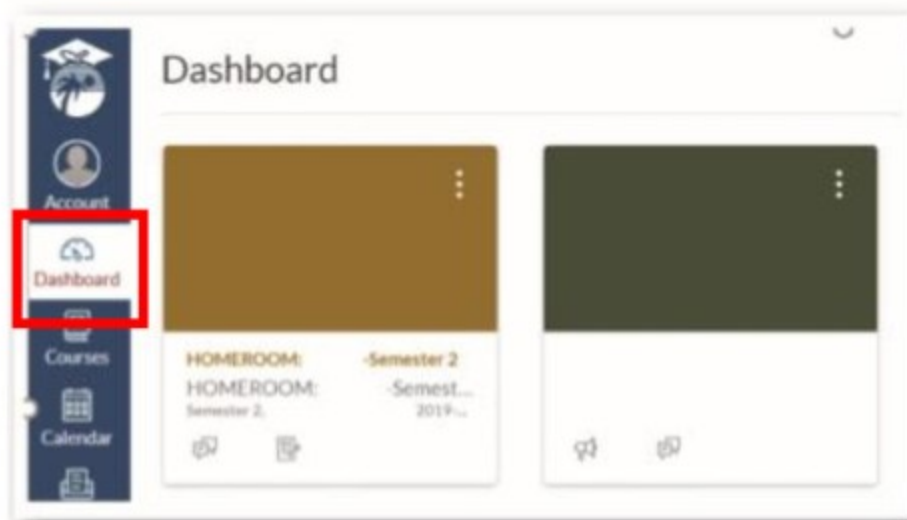 Dashboard
Account
Dashboard
Courses
Calendar
HOMEROOM: -Semester 2
HOMEROOM: -Semest...
Semester 2, 2019-...